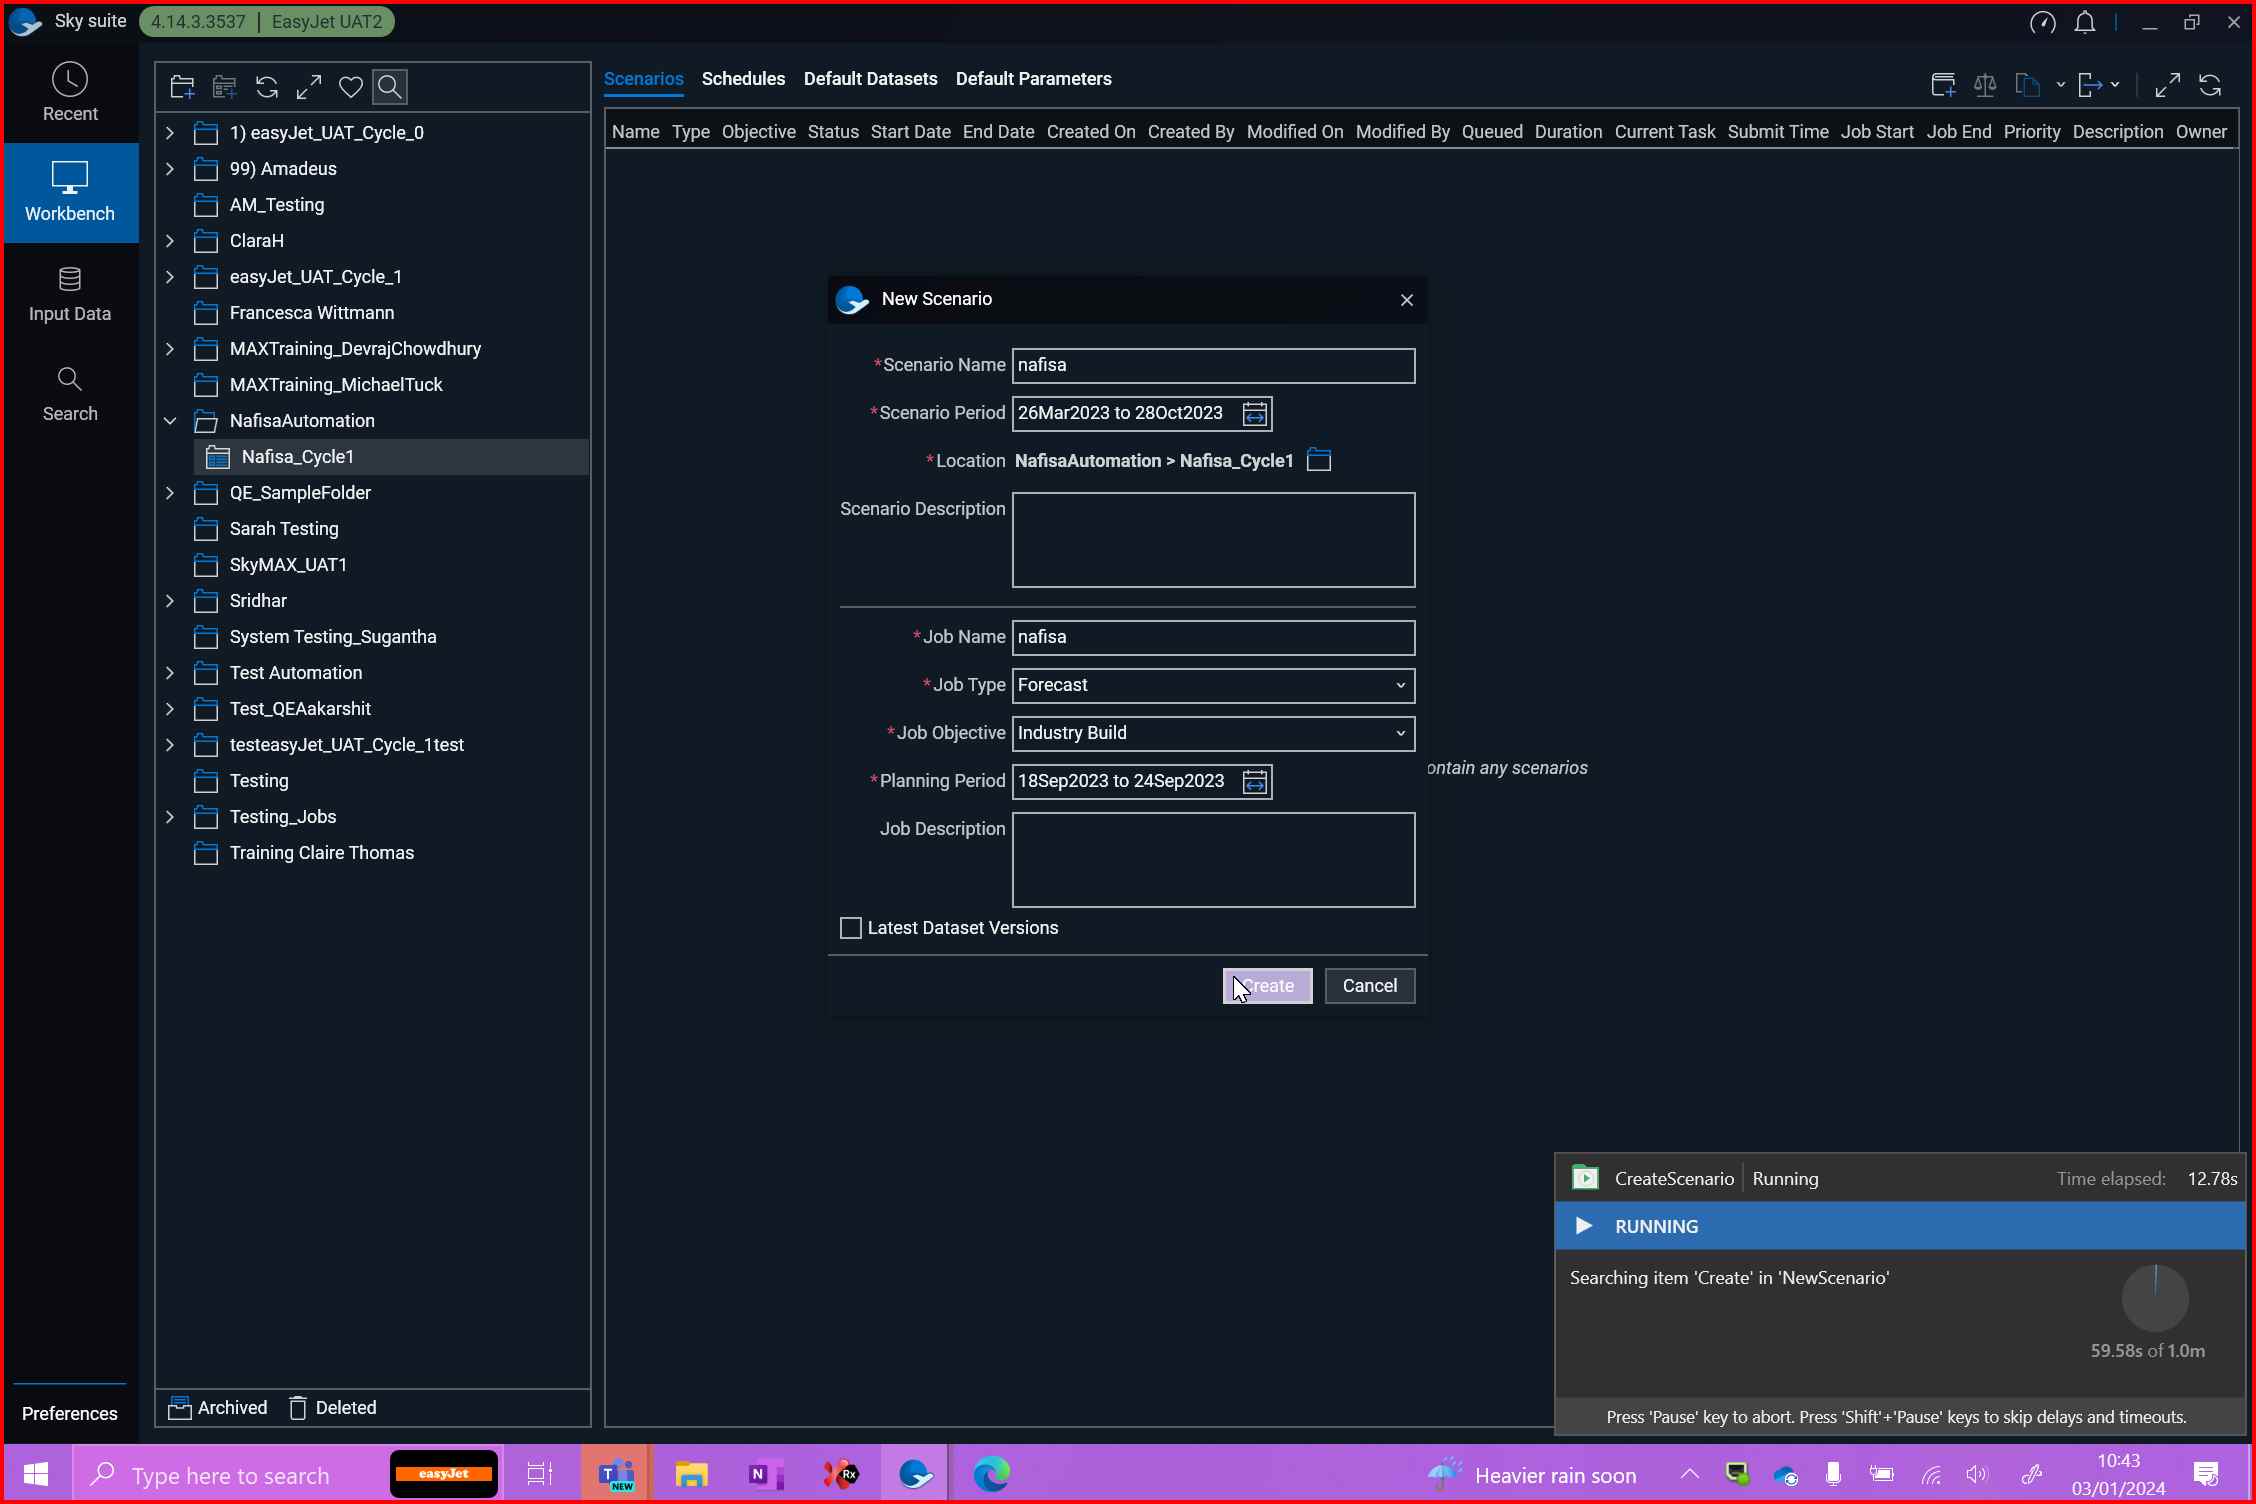 Sky suite 4.14.3.3537 | EasyJet UAT2
Recent
Workbench
Input Data
Search
Preferences
1) easyJet_UAT_Cycle_0
99) Amadeus
AM_Testing
ClaraH
easyJet_UAT_Cycle_1
Francesca Wittmann
MAXTraining_DevrajChowdhury
MAXTraining_MichaelTuck
NafisaAutomation
Nafisa_Cycle1
QE_SampleFolder
Sarah Testing
SkyMAX_UAT1
Sridhar
System Testing_Sugantha
Test Automation
Test_QEAakarshit
testeasyJet_UAT_Cycle_1test
Testing
Testing_Jobs
Training Claire Thomas
Archived Deleted
Scenarios Schedules Default Datasets Default Parameters
Name Type Objective Status Start Date End Date Created On Created By Modified On Modified By Queued Duration Current Task Submit Time Job Start Job End Priority Description Owner
New Scenario
*Scenario Name nafisa
*Scenario Period 26Mar2023 to 28Oct2023
*Location NafisaAutomation > Nafisa_Cycle1
Scenario Description
*Job Name nafisa
*Job Type Forecast
*Job Objective Industry Build
*Planning Period 18Sep2023 to 24Sep2023
ontain any scenarios
Job Description
Latest Dataset Versions
Create Cancel
CreateScenario Running Time elapsed: 12.78s
RUNNING
Searching item 'Create' in 'NewScenario'
59.58s of 1.0m
Press 'Pause' key to abort. Press 'Shift'+'Pause' keys to skip delays and timeouts.
Type here to search
easyJet
T
NEW
N
Rx
Heavier rain soon
10:43
03/01/2024